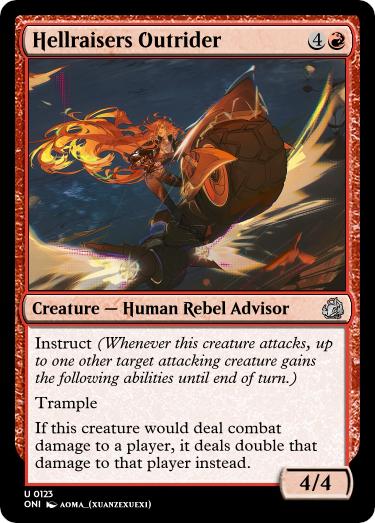 Hellraisers Outrider 4
Creature — Human Rebel Advisor
Instruct (Whenever this creature attacks, up
to one other target attacking creature gains
the following abilities until end of turn.)
Trample
If this creature would deal combat
damage to a player, it deals double that
damage to that player instead.
4/4
U 0123
ONI AOMA_(XUANZEXUEXI)